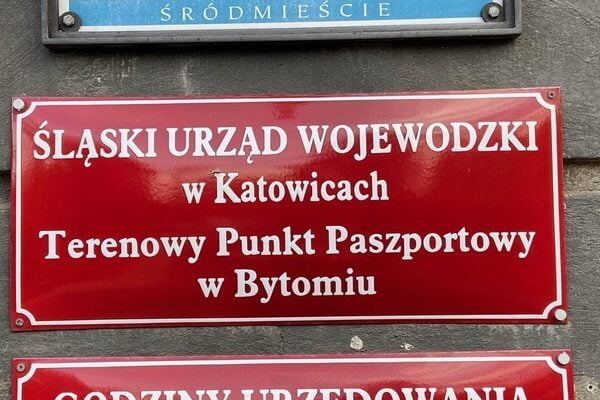 ŚRÓDMIEŚCIE
ŚLĄSKI URZĄD WOJEWODZKI
w Katowicach
Terenowy Punkt Paszportowy
w Bytomiu
GODZINY URZĘDOWANIA